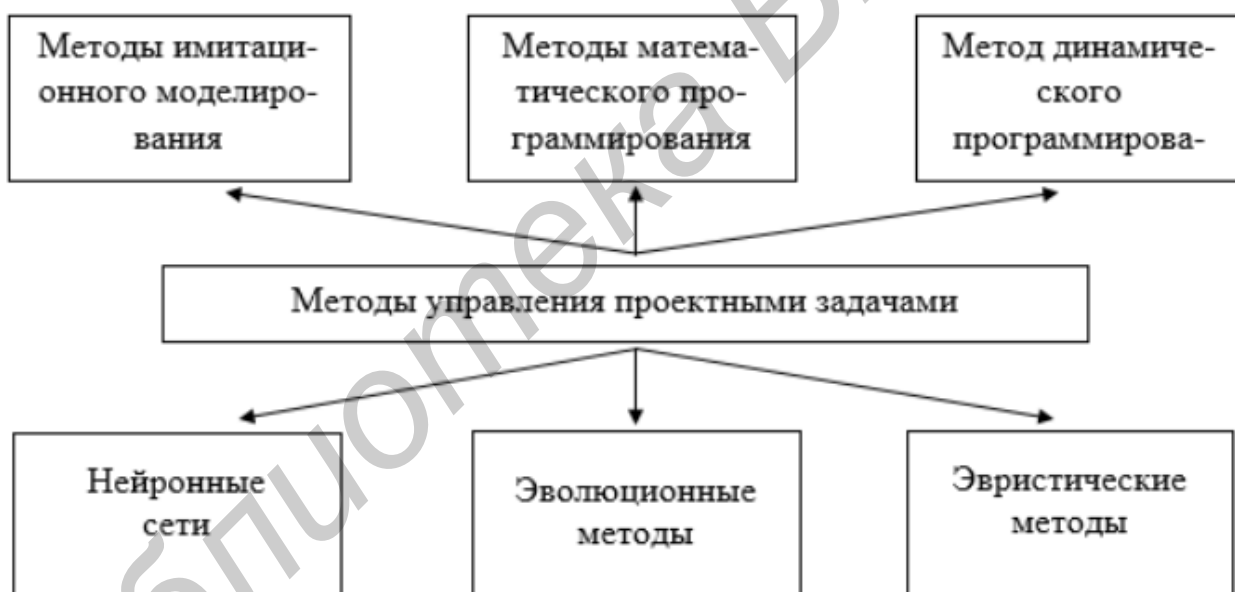 Методы имитаци-
онного моделиро-
вания
Методы матема-
тического про-
граммирования
Метод динамиче-
ского
программирова-
Методы управления проектными задачами
Нейронные
сети
Эволюционные
методы
Эвристические
методы